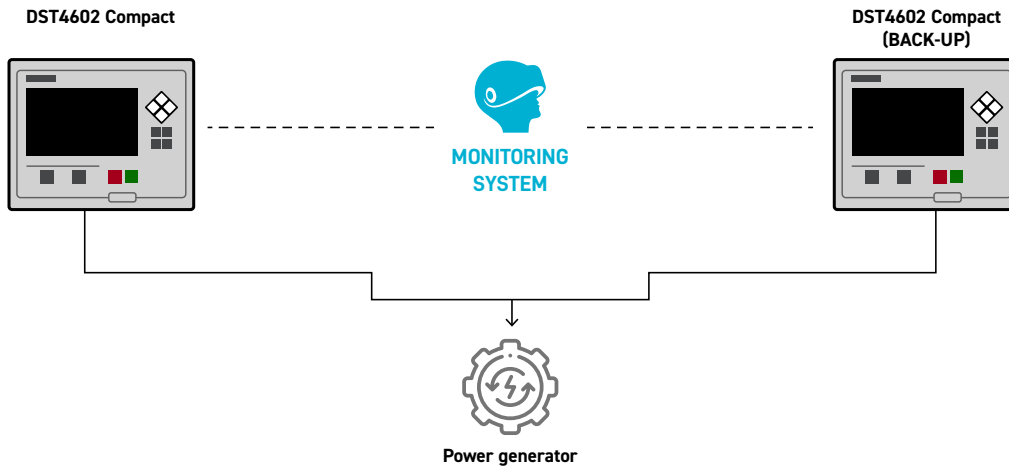 DST4602 Compact
DST4602 Compact
(BACK-UP)
MONITORING
SYSTEM
Power generator